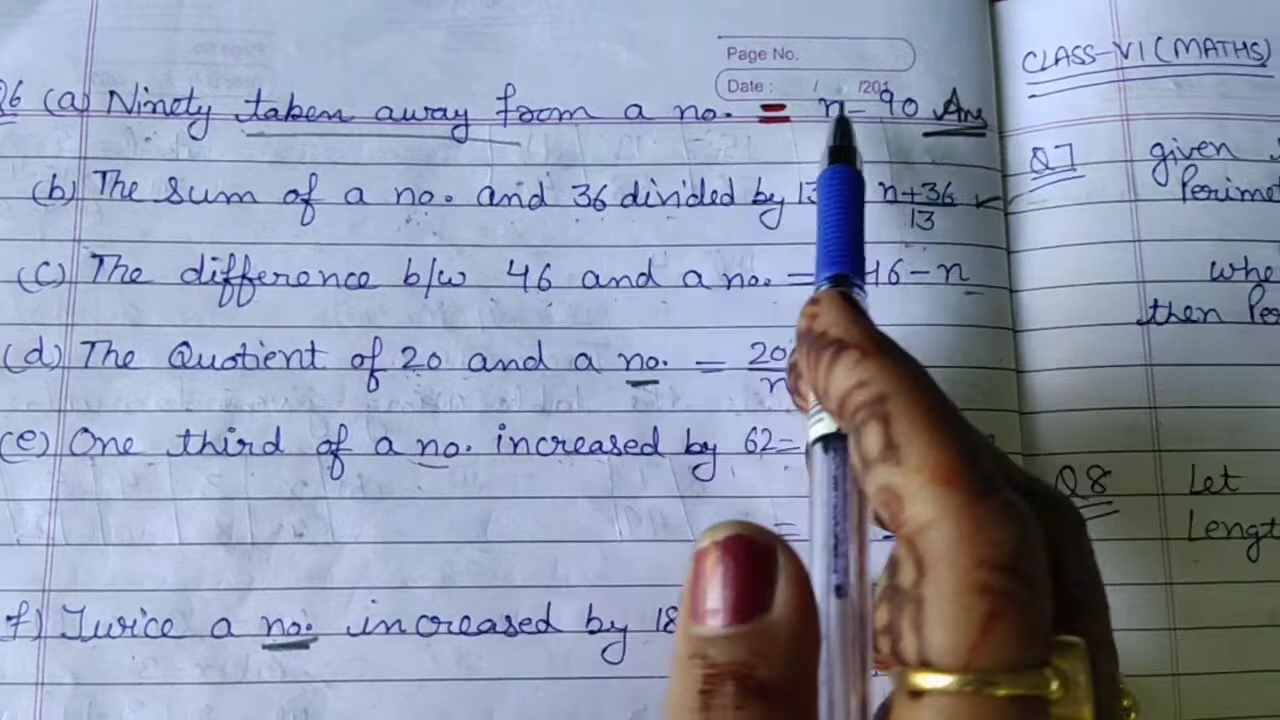 Page No.
Date : / /201
Q6 (a) Ninety taken away from a no. = n - 90 Ans
(b) The sum of a no. and 36 divided by 13 n+36/13 ✓
(c) The difference b/w 46 and a no. = 46 - n
(d) The Quotient of 20 and a no. = 20/n
(e) One third of a no. increased by 62 =
=
f) Twice a no. increased by 18
CLASS-VI (MATHS)
Q7 given
Perimet
whe
then Per
Q8 Let
Lengt